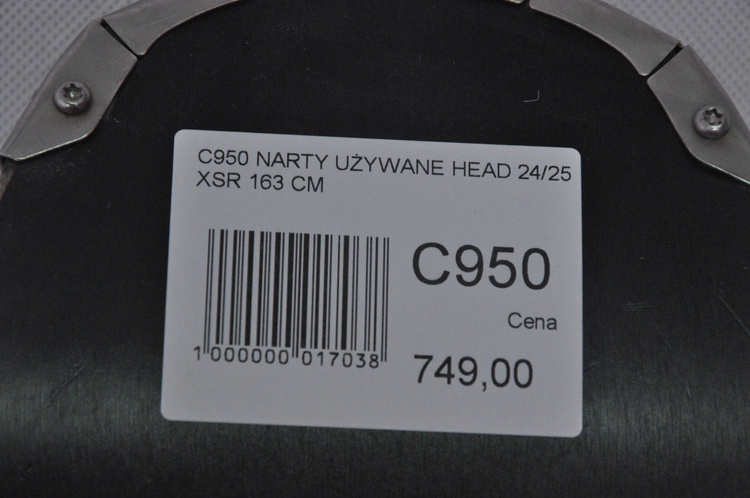 C950 NARTY UŻYWANE HEAD 24/25
XSR 163 CM
C950
Cena
749,00
1 000000 017038